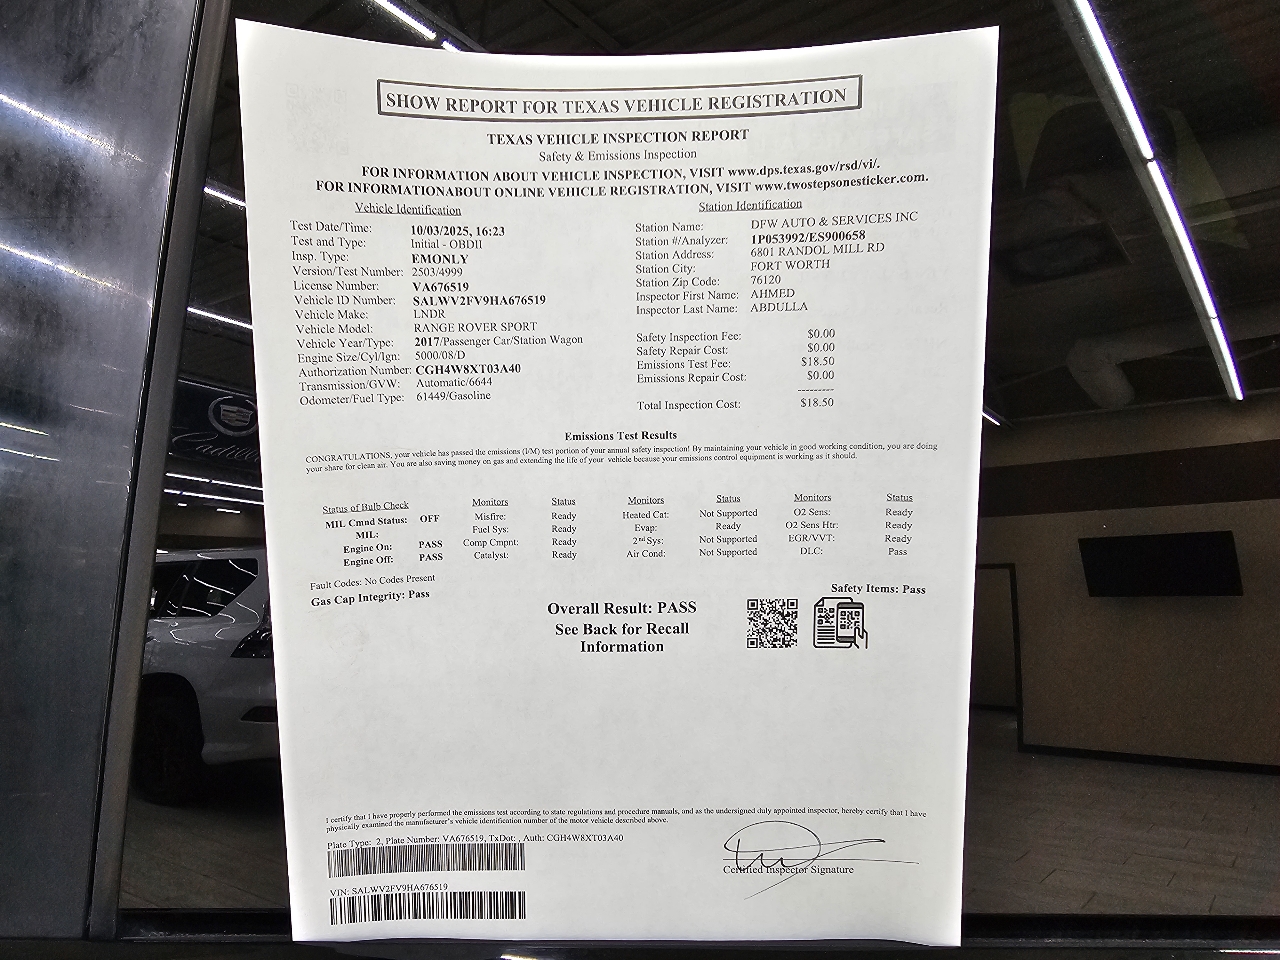 SHOW REPORT FOR TEXAS VEHICLE REGISTRATION
TEXAS VEHICLE INSPECTION REPORT
Safety & Emissions Inspection
FOR INFORMATION ABOUT VEHICLE INSPECTION, VISIT www.dps.texas.gov/rsd/vi/.
FOR INFORMATIONABOUT ONLINE VEHICLE REGISTRATION, VISIT www.twostepsonesticker.com.
Vehicle Identification
Test Date/Time: 10/03/2025, 16:23
Test and Type: Initial - OBDII
Insp. Type: EMONLY
Version/Test Number: 2503/4999
License Number: VA676519
Vehicle ID Number: SALWV2FV9HA676519
Vehicle Make: LNDR
Vehicle Model: RANGE ROVER SPORT
Vehicle Year/Type: 2017/Passenger Car/Station Wagon
Engine Size/Cyl/Ign: 5000/08/D
Authorization Number: CGH4W8XT03A40
Transmission/GVW: Automatic/6644
Odometer/Fuel Type: 61449/Gasoline
Station Identification
Station Name: DFW AUTO & SERVICES INC
Station #/Analyzer: 1P053992/ES900658
Station Address: 6801 RANDOL MILL RD
Station City: FORT WORTH
Station Zip Code: 76120
Inspector First Name: AHMED
Inspector Last Name: ABDULLA
Safety Inspection Fee: $0.00
Safety Repair Cost: $0.00
Emissions Test Fee: $18.50
Emissions Repair Cost: $0.00
---------
Total Inspection Cost: $18.50
Emissions Test Results
CONGRATULATIONS, your vehicle has passed the emissions (I/M) test portion of your annual safety inspection! By maintaining your vehicle in good working condition, you are doing
your share for clean air. You are also saving money on gas and extending the life of your vehicle because your emissions control equipment is working as it should.
Status of Bulb Check
MIL Cmnd Status: OFF
MIL:
Engine On: PASS
Engine Off: PASS
Monitors Status
Misfire: Ready
Fuel Sys: Ready
Comp Cmpnt: Ready
Catalyst: Ready
Monitors Status
Heated Cat: Not Supported
Evap: Ready
2nd Sys: Not Supported
Air Cond: Not Supported
Monitors Status
O2 Sens: Ready
O2 Sens Htr: Ready
EGR/VVT: Ready
DLC: Pass
Fault Codes: No Codes Present
Gas Cap Integrity: Pass
Safety Items: Pass
Overall Result: PASS
See Back for Recall
Information
I certify that I have properly performed the emissions test according to state regulations and procedure manuals, and as the undersigned duly appointed inspector, hereby certify that I have
physically examined the manufacturer's vehicle identification number of the motor vehicle described above.
Plate Type: 2, Plate Number: VA676519, TxDot: , Auth: CGH4W8XT03A40
Certified Inspector Signature
VIN: SALWV2FV9HA676519
Cadillac